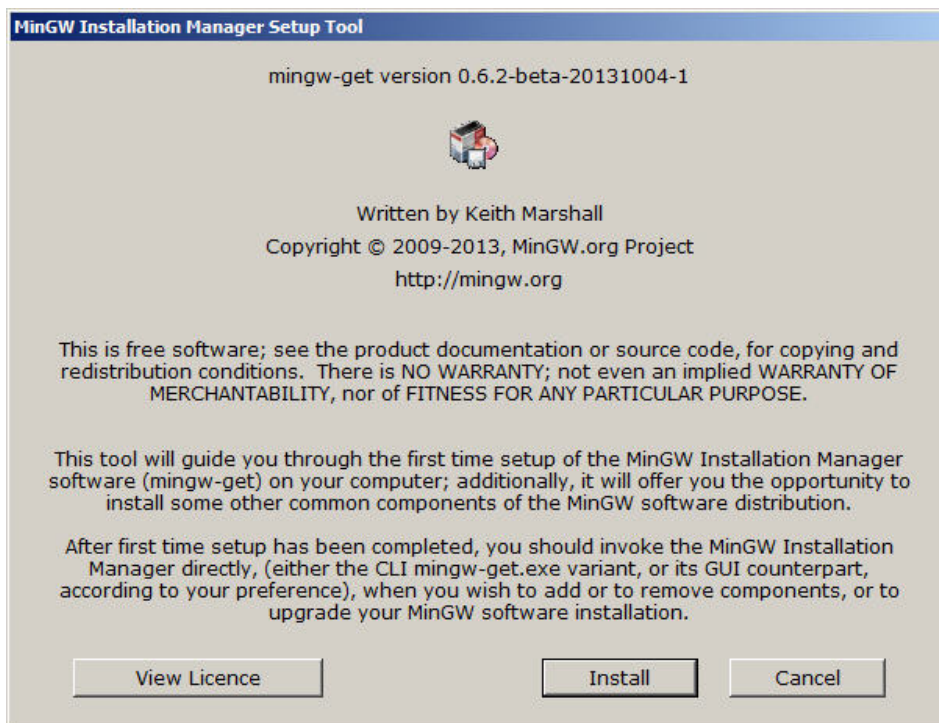 MinGW Installation Manager Setup Tool
mingw-get version 0.6.2-beta-20131004-1
Written by Keith Marshall
Copyright © 2009-2013, MinGW.org Project
http://mingw.org
This is free software; see the product documentation or source code, for copying and
redistribution conditions.  There is NO WARRANTY; not even an implied WARRANTY OF
MERCHANTABILITY, nor of FITNESS FOR ANY PARTICULAR PURPOSE.
This tool will guide you through the first time setup of the MinGW Installation Manager
software (mingw-get) on your computer; additionally, it will offer you the opportunity to
install some other common components of the MinGW software distribution.
After first time setup has been completed, you should invoke the MinGW Installation
Manager directly, (either the CLI mingw-get.exe variant, or its GUI counterpart,
according to your preference), when you wish to add or to remove components, or to
upgrade your MinGW software installation.
View Licence
Install
Cancel